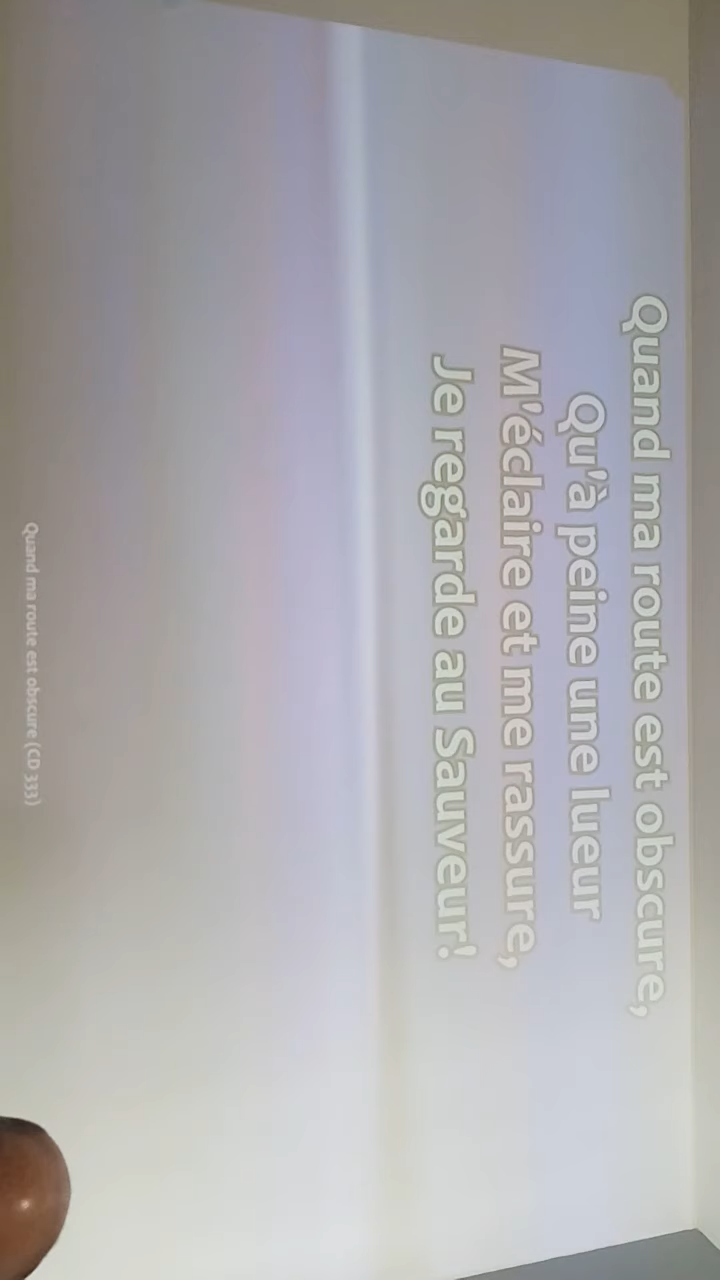 Quand ma route est obscure,
Qu'à peine une lueur
M'éclaire et me rassure,
Je regarde au Sauveur!
Quand ma route est obscure (CD 333)